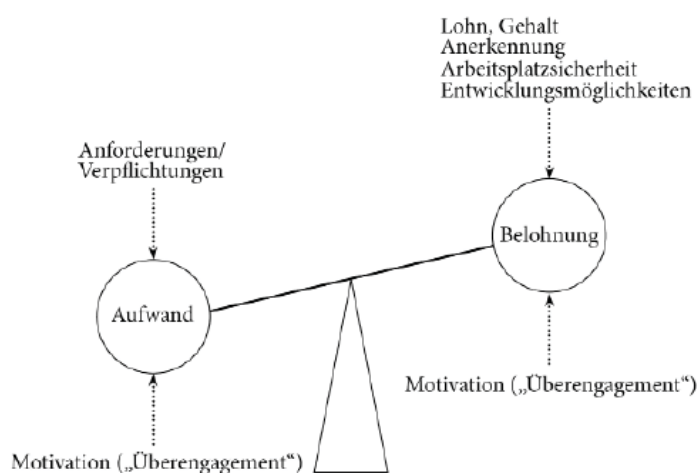 Lohn, Gehalt
Anerkennung
Arbeitsplatzsicherheit
Entwicklungsmöglichkeiten
Anforderungen/
Verpflichtungen
Belohnung
Aufwand
Motivation („Überengagement“)
Motivation („Überengagement“)